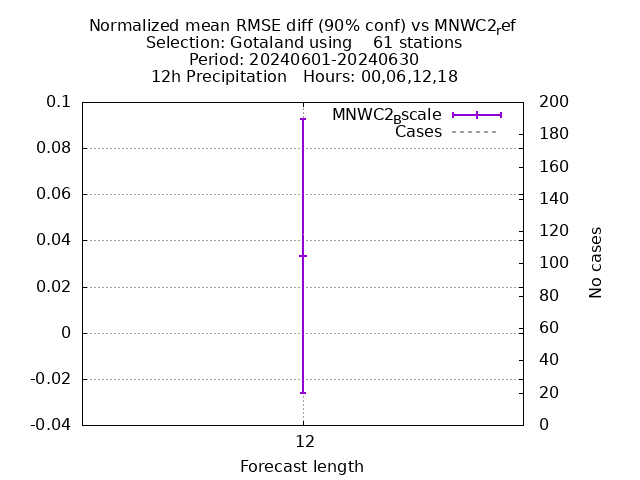 Normalized mean RMSE diff (90% conf) vs MNWC2ref
Selection: Gotaland using    61 stations
Period: 20240601-20240630
12h Precipitation   Hours: 00,06,12,18
MNWC2Bscale
Cases
0.1
0.08
0.06
0.04
0.02
0
-0.02
-0.04
200
180
160
140
120
100
80
60
40
20
0
No cases
12
Forecast length